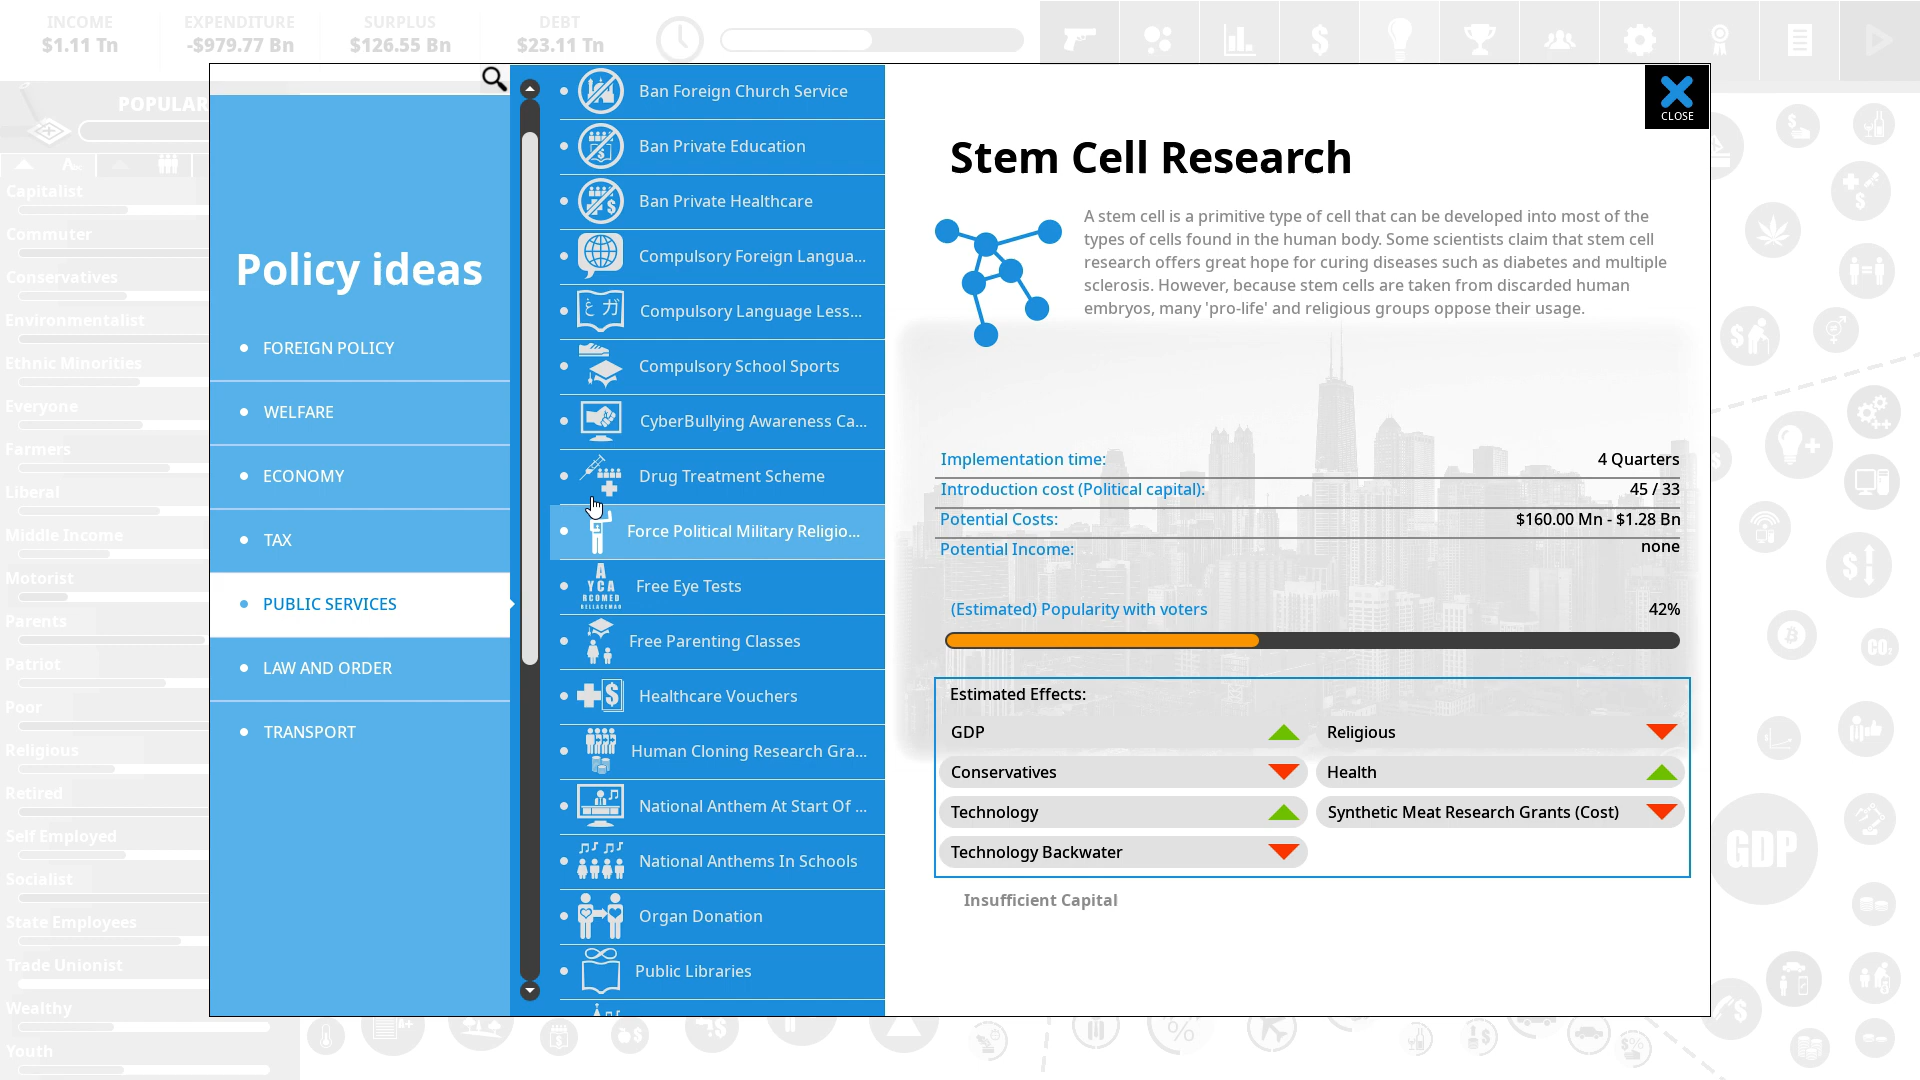 INCOME
$1.11 Tn
EXPENDITURE
-$979.77 Bn
SURPLUS
$126.55 Bn
DEBT
$23.11 Tn
POPULAR
Capitalist
Commuter
Conservatives
Environmentalist
Ethnic Minorities
Everyone
Farmers
Liberal
Middle Income
Motorist
Parents
Patriot
Poor
Religious
Retired
Self Employed
Socialist
State Employees
Trade Unionist
Wealthy
Youth
Policy ideas
FOREIGN POLICY
WELFARE
ECONOMY
TAX
PUBLIC SERVICES
LAW AND ORDER
TRANSPORT
Ban Foreign Church Service
Ban Private Education
Ban Private Healthcare
Compulsory Foreign Langua...
Compulsory Language Less...
Compulsory School Sports
CyberBullying Awareness Ca...
Drug Treatment Scheme
Force Political Military Religio...
Free Eye Tests
Free Parenting Classes
Healthcare Vouchers
Human Cloning Research Gra...
National Anthem At Start Of ...
National Anthems In Schools
Organ Donation
Public Libraries
CLOSE
Stem Cell Research
A stem cell is a primitive type of cell that can be developed into most of the
types of cells found in the human body. Some scientists claim that stem cell
research offers great hope for curing diseases such as diabetes and multiple
sclerosis. However, because stem cells are taken from discarded human
embryos, many 'pro-life' and religious groups oppose their usage.
Implementation time: 4 Quarters
Introduction cost (Political capital): 45 / 33
Potential Costs: $160.00 Mn - $1.28 Bn
Potential Income: none
(Estimated) Popularity with voters 42%
Estimated Effects:
GDP
Religious
Conservatives
Health
Technology
Synthetic Meat Research Grants (Cost)
Technology Backwater
Insufficient Capital
GDP
CO₂